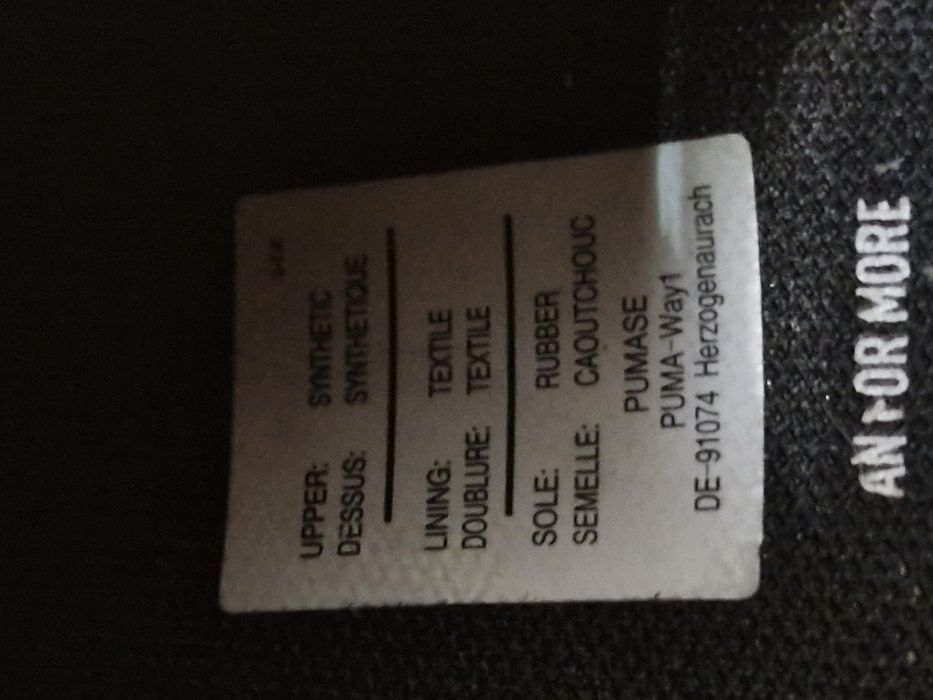 UPPER: SYNTHETIC
DESSUS: SYNTHETIQUE
LINING: TEXTILE
DOUBLURE: TEXTILE
SOLE: RUBBER
SEMELLE: CAOUTCHOUC
PUMASE
PUMA-Way1
DE-91074 Herzogenaurach
MORE